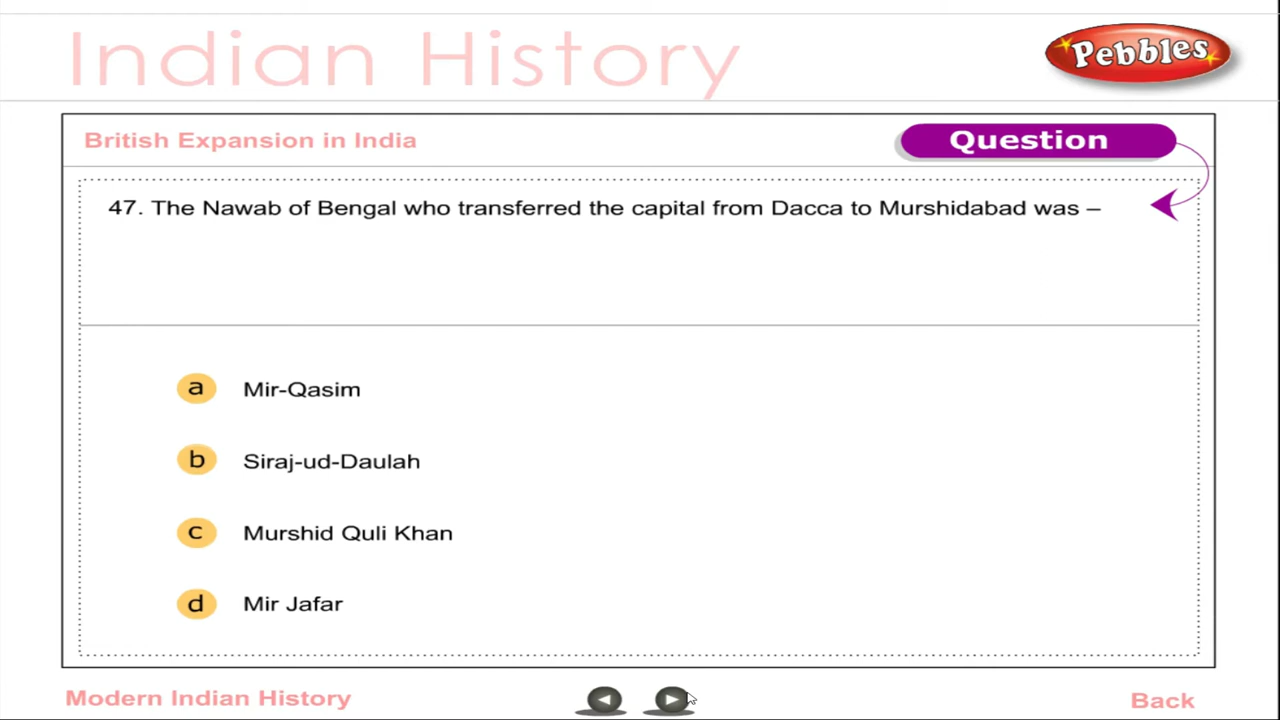 Indian History
Pebbles
British Expansion in India
Question
47. The Nawab of Bengal who transferred the capital from Dacca to Murshidabad was –
a Mir-Qasim
b Siraj-ud-Daulah
c Murshid Quli Khan
d Mir Jafar
Modern Indian History
Back